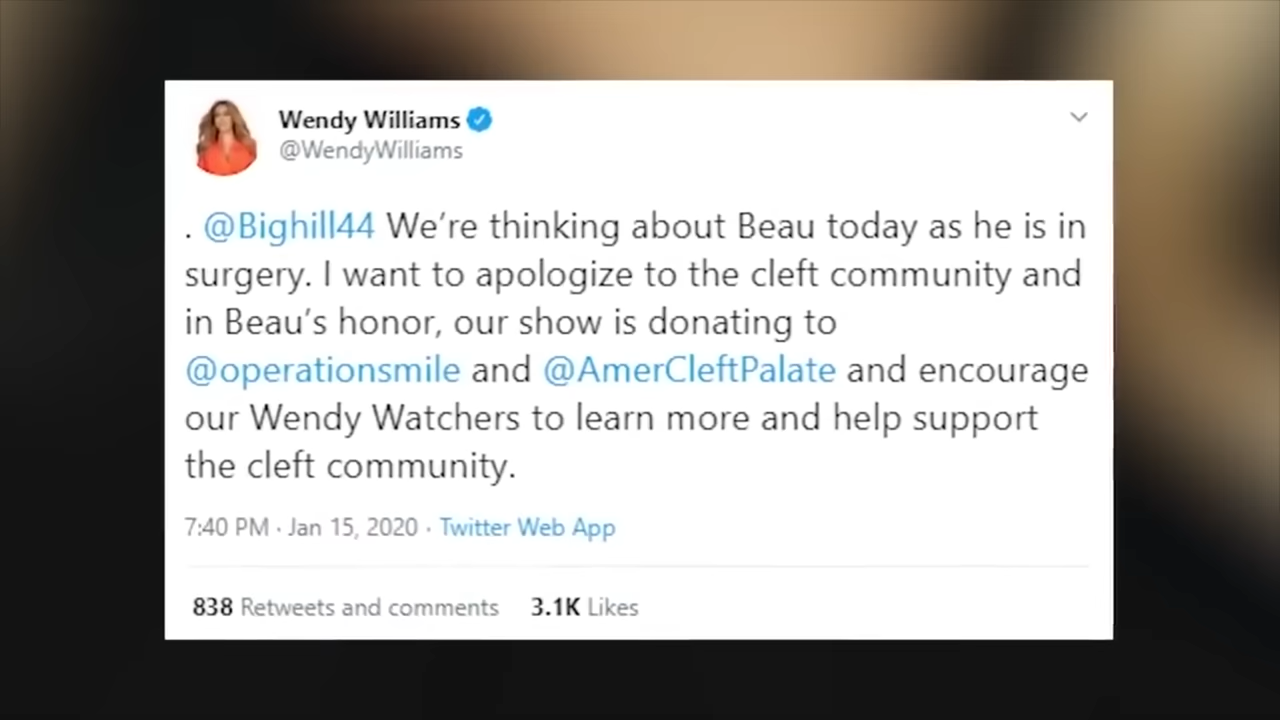 Wendy Williams
@WendyWilliams
. @Bighill44 We’re thinking about Beau today as he is in
surgery. I want to apologize to the cleft community and
in Beau’s honor, our show is donating to
@operationsmile and @AmerCleftPalate and encourage
our Wendy Watchers to learn more and help support
the cleft community.
7:40 PM · Jan 15, 2020 · Twitter Web App
838 Retweets and comments 3.1K Likes